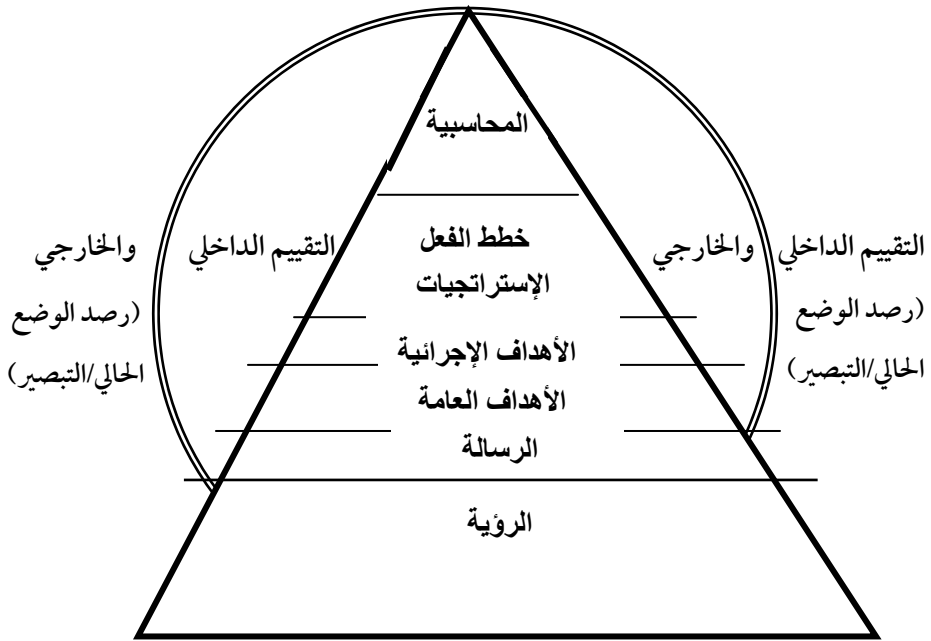 المحاسبية
خطط الفعل
الإستراتجيات
الأهداف الإجرائية
الأهداف العامة
الرسالة
الرؤية
التقييم الداخلي والخارجي
(رصد الوضع
الحالي/التبصير)
التقييم الداخلي والخارجي
(رصد الوضع
الحالي/التبصير)